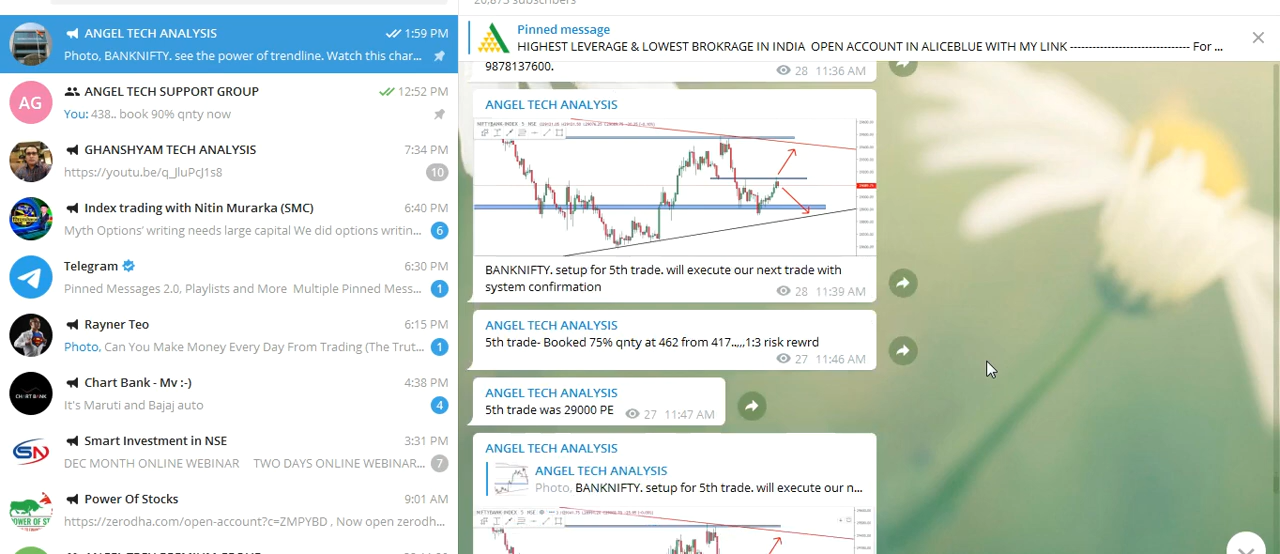 ANGEL TECH ANALYSIS
1:59 PM
Photo, BANKNIFTY. see the power of trendline. Watch this char...
AG
ANGEL TECH SUPPORT GROUP
12:52 PM
You: 438.. book 90% qnty now
GHANSHYAM TECH ANALYSIS
7:34 PM
https://youtu.be/q_JluPcJ1s8
10
Index trading with Nitin Murarka (SMC)
6:40 PM
Myth Options' writing needs large capital We did options writin...
6
Telegram
6:30 PM
Pinned Messages 2.0, Playlists and More Multiple Pinned Mess...
1
Rayner Teo
6:15 PM
Photo, Can You Make Money Every Day From Trading (The Trut...
1
Chart Bank - Mv :-)
4:38 PM
It's Maruti and Bajaj auto
4
Smart Investment in NSE
3:31 PM
DEC MONTH ONLINE WEBINAR TWO DAYS ONLINE WEBINAR...
7
Power Of Stocks
9:01 AM
https://zerodha.com/open-account?c=ZMPYBD , Now open zerodh...
Pinned message
HIGHEST LEVERAGE & LOWEST BROKRAGE IN INDIA OPEN ACCOUNT IN ALICEBLUE WITH MY LINK ------------------------------ For ...
9878137600.
28 11:36 AM
ANGEL TECH ANALYSIS
BANKNIFTY. setup for 5th trade. will execute our next trade with
system confirmation
28 11:39 AM
ANGEL TECH ANALYSIS
5th trade- Booked 75% qnty at 462 from 417..,,,1:3 risk rewrd
27 11:46 AM
ANGEL TECH ANALYSIS
5th trade was 29000 PE
27 11:47 AM
ANGEL TECH ANALYSIS
ANGEL TECH ANALYSIS
Photo, BANKNIFTY. setup for 5th trade. will execute our n...